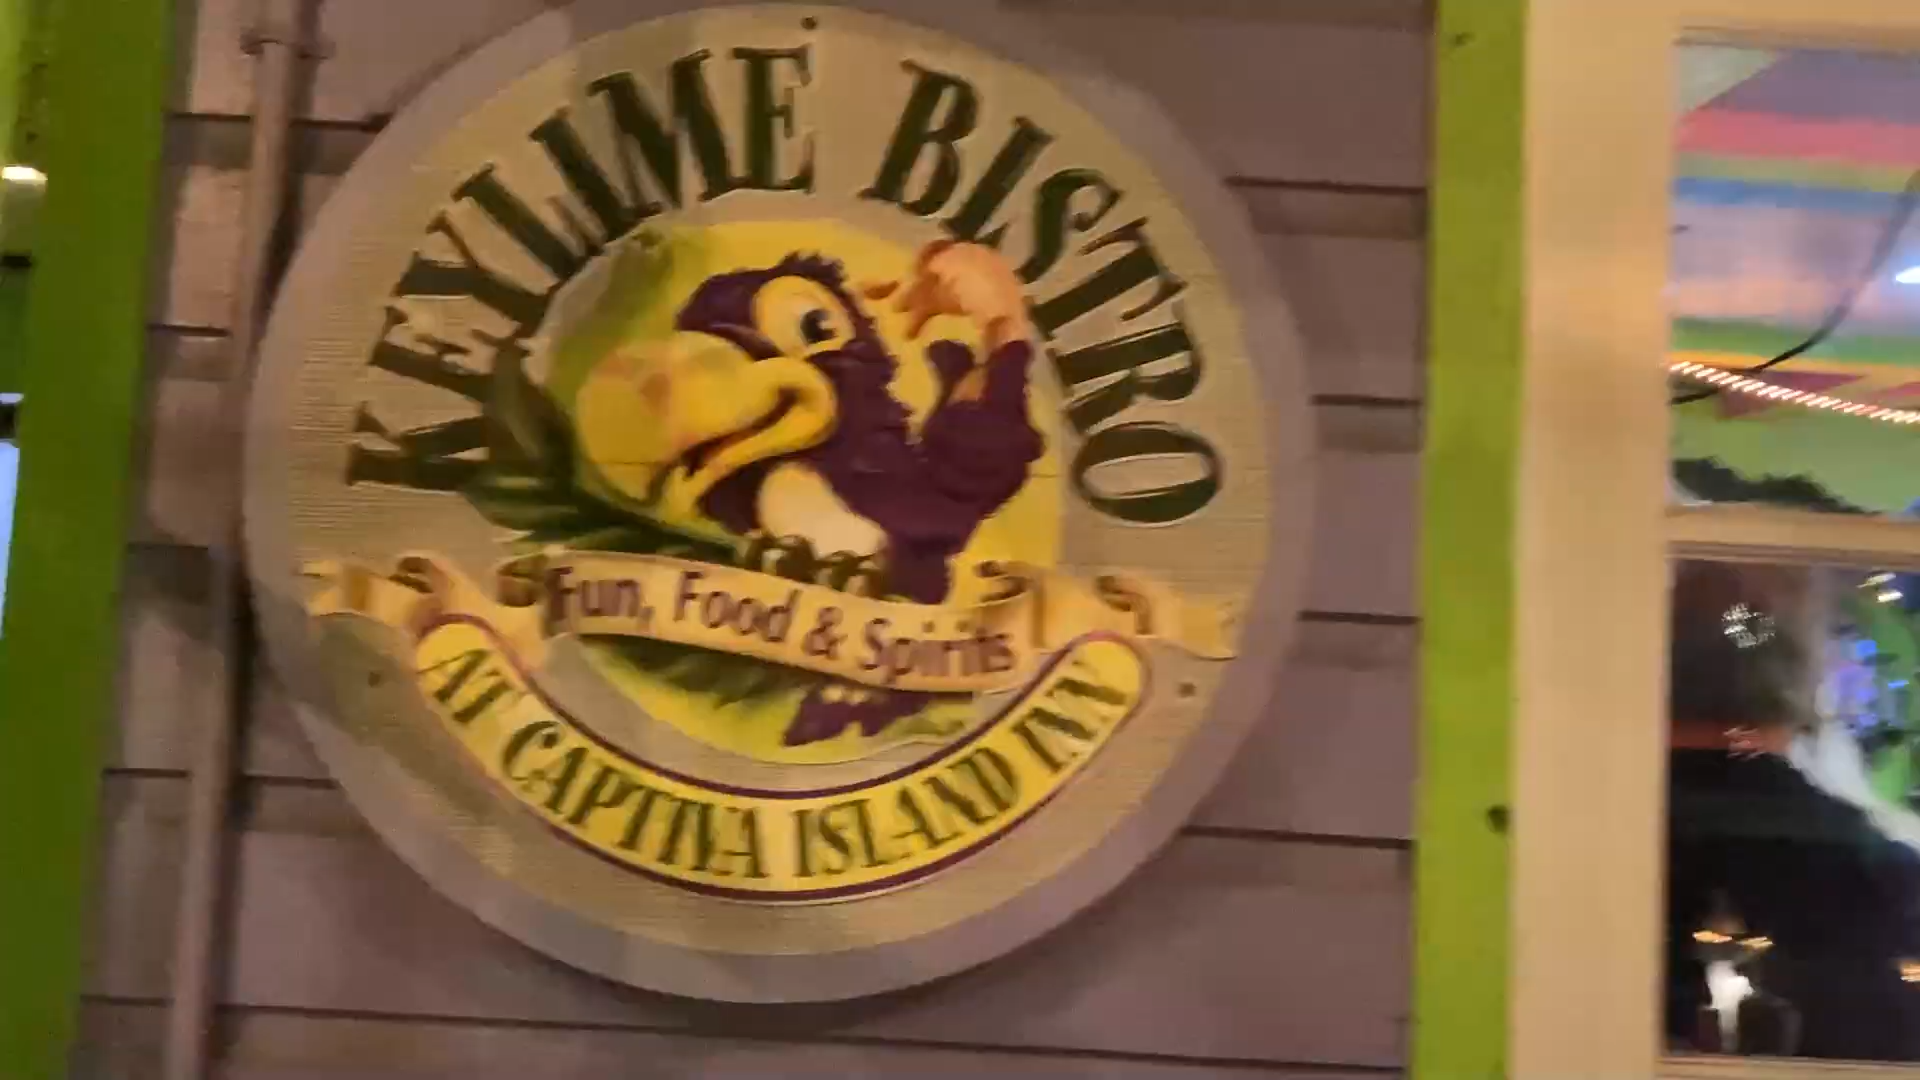 KEYLIME BISTRO
Fun, Food & Spirits
AT CAPTIVA ISLAND INN